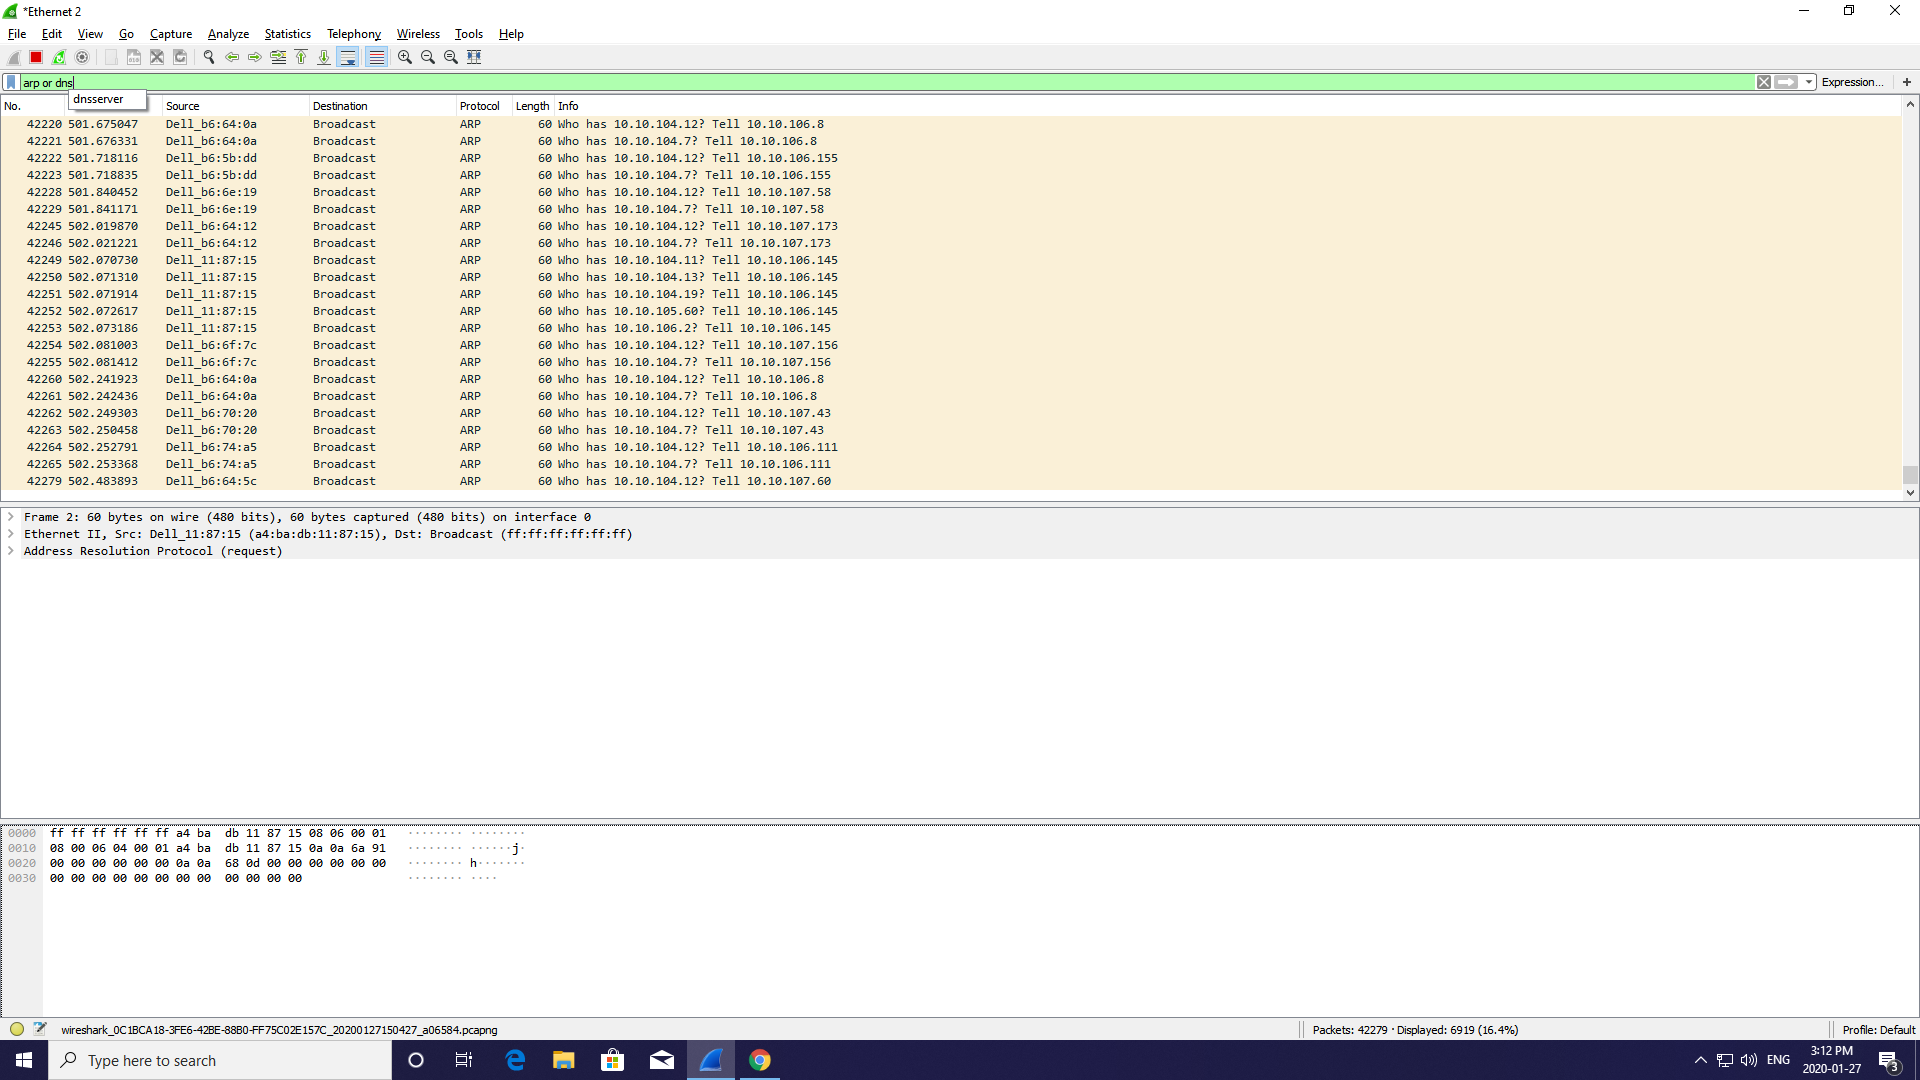 *Ethernet 2
File Edit View Go Capture Analyze Statistics Telephony Wireless Tools Help
arp or dns Expression... +
dnsserver
No. Source Destination Protocol Length Info
42220 501.675047 Dell_b6:64:0a Broadcast ARP 60 Who has 10.10.104.12? Tell 10.10.106.8
42221 501.676331 Dell_b6:64:0a Broadcast ARP 60 Who has 10.10.104.7? Tell 10.10.106.8
42222 501.718116 Dell_b6:5b:dd Broadcast ARP 60 Who has 10.10.104.12? Tell 10.10.106.155
42223 501.718835 Dell_b6:5b:dd Broadcast ARP 60 Who has 10.10.104.7? Tell 10.10.106.155
42228 501.840452 Dell_b6:6e:19 Broadcast ARP 60 Who has 10.10.104.12? Tell 10.10.107.58
42229 501.841171 Dell_b6:6e:19 Broadcast ARP 60 Who has 10.10.104.7? Tell 10.10.107.58
42245 502.019870 Dell_b6:64:12 Broadcast ARP 60 Who has 10.10.104.12? Tell 10.10.107.173
42246 502.021221 Dell_b6:64:12 Broadcast ARP 60 Who has 10.10.104.7? Tell 10.10.107.173
42249 502.070730 Dell_11:87:15 Broadcast ARP 60 Who has 10.10.104.11? Tell 10.10.106.145
42250 502.071310 Dell_11:87:15 Broadcast ARP 60 Who has 10.10.104.13? Tell 10.10.106.145
42251 502.071914 Dell_11:87:15 Broadcast ARP 60 Who has 10.10.104.19? Tell 10.10.106.145
42252 502.072617 Dell_11:87:15 Broadcast ARP 60 Who has 10.10.105.60? Tell 10.10.106.145
42253 502.073186 Dell_11:87:15 Broadcast ARP 60 Who has 10.10.106.2? Tell 10.10.106.145
42254 502.081003 Dell_b6:6f:7c Broadcast ARP 60 Who has 10.10.104.12? Tell 10.10.107.156
42255 502.081412 Dell_b6:6f:7c Broadcast ARP 60 Who has 10.10.104.7? Tell 10.10.107.156
42260 502.241923 Dell_b6:64:0a Broadcast ARP 60 Who has 10.10.104.12? Tell 10.10.106.8
42261 502.242436 Dell_b6:64:0a Broadcast ARP 60 Who has 10.10.104.7? Tell 10.10.106.8
42262 502.249303 Dell_b6:70:20 Broadcast ARP 60 Who has 10.10.104.12? Tell 10.10.107.43
42263 502.250458 Dell_b6:70:20 Broadcast ARP 60 Who has 10.10.104.7? Tell 10.10.107.43
42264 502.252791 Dell_b6:74:a5 Broadcast ARP 60 Who has 10.10.104.12? Tell 10.10.106.111
42265 502.253368 Dell_b6:74:a5 Broadcast ARP 60 Who has 10.10.104.7? Tell 10.10.106.111
42279 502.483893 Dell_b6:64:5c Broadcast ARP 60 Who has 10.10.104.12? Tell 10.10.107.60
Frame 2: 60 bytes on wire (480 bits), 60 bytes captured (480 bits) on interface 0
Ethernet II, Src: Dell_11:87:15 (a4:ba:db:11:87:15), Dst: Broadcast (ff:ff:ff:ff:ff:ff)
Address Resolution Protocol (request)
0000 ff ff ff ff ff ff a4 ba db 11 87 15 08 06 00 01 ········ ········
0010 08 00 06 04 00 01 a4 ba db 11 87 15 0a 0a 6a 91 ········ ······j·
0020 00 00 00 00 00 00 0a 0a 68 0d 00 00 00 00 00 00 ········ h·······
0030 00 00 00 00 00 00 00 00 00 00 00 00 ········ ····
wireshark_0C1BCA18-3FE6-42BE-88B0-FF75C02E157C_20200127150427_a06584.pcapng Packets: 42279 · Displayed: 6919 (16.4%) Profile: Default
Type here to search ENG 3:12 PM
2020-01-27 3